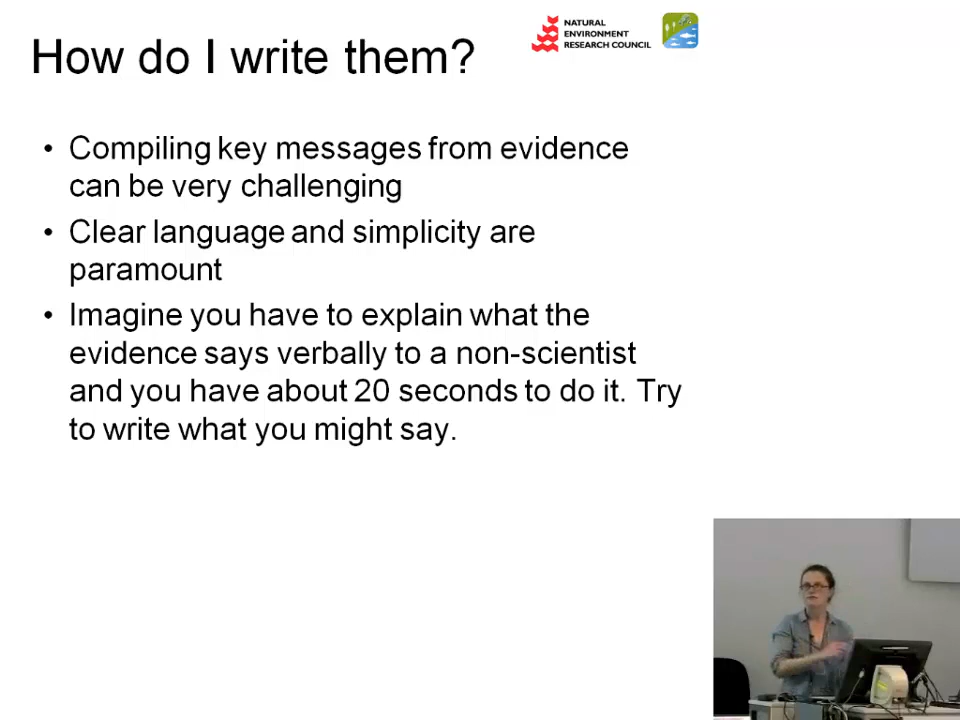 How do I write them?
NATURAL
ENVIRONMENT
RESEARCH COUNCIL
• Compiling key messages from evidence
can be very challenging
• Clear language and simplicity are
paramount
• Imagine you have to explain what the
evidence says verbally to a non-scientist
and you have about 20 seconds to do it. Try
to write what you might say.